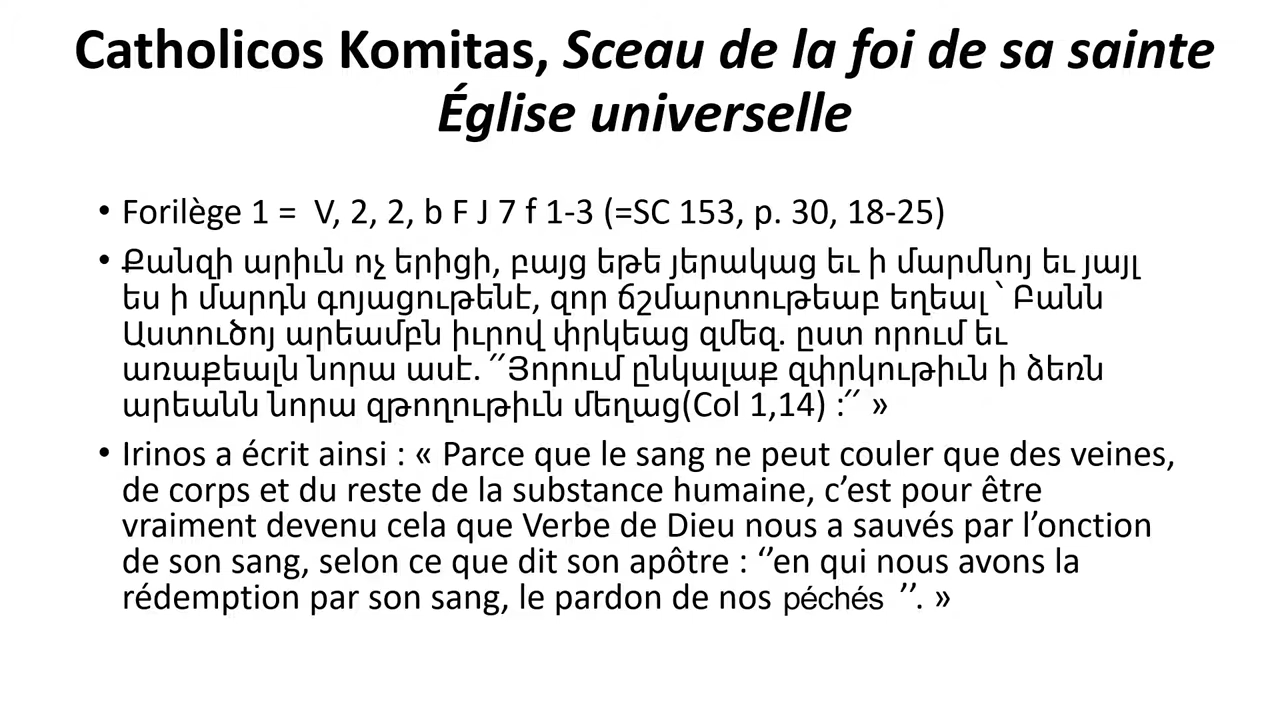 Catholicos Komitas, Sceau de la foi de sa sainte
Église universelle
• Forilège 1 = V, 2, 2, b F J 7 f 1-3 (=SC 153, p. 30, 18-25)
• Քանզի արիւն ոչ երիցի, բայց եթե յերակաց եւ ի մարմնոյ եւ յայլ
ես ի մարդն գոյացութենէ, զոր ճշմարտութեաբ եղեալ ՝ Բանն
Աստուծոյ արեամբն իւրով փրկեաց զմեզ. ըստ որում եւ
առաքեալն նորա ասէ. ՜՜Յորում ընկալաք զփրկութիւն ի ձեռն
արեանն նորա զթողութիւն մեղաց(Col 1,14) :՜՜ »
• Irinos a écrit ainsi : « Parce que le sang ne peut couler que des veines,
de corps et du reste de la substance humaine, c’est pour être
vraiment devenu cela que Verbe de Dieu nous a sauvés par l’onction
de son sang, selon ce que dit son apôtre : ‘’en qui nous avons la
rédemption par son sang, le pardon de nos péchés ’’. »